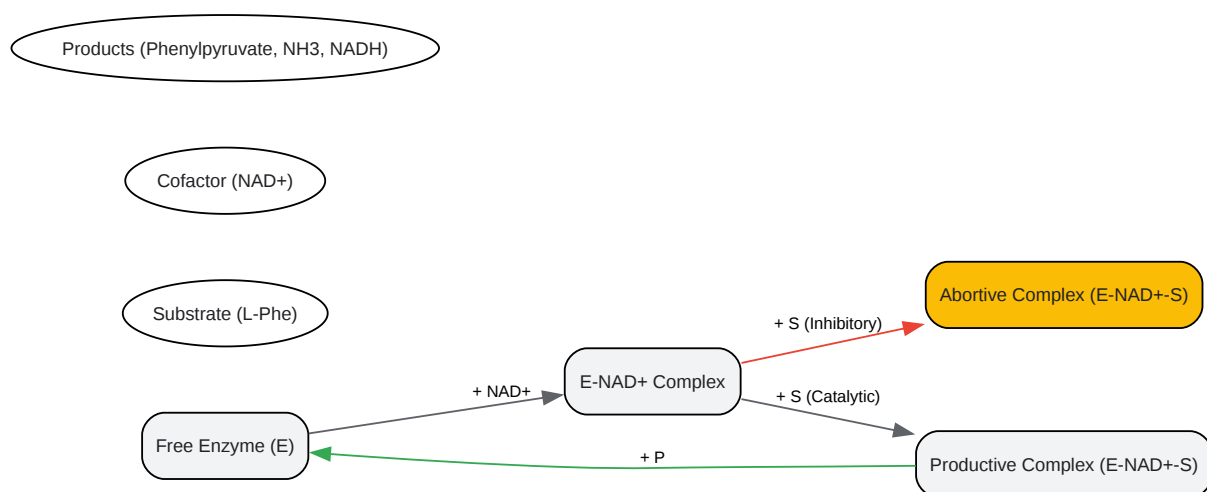 Products (Phenylpyruvate, NH3, NADH)
Cofactor (NAD+)
Substrate (L-Phe)
Abortive Complex (E-NAD+-S)
+ S (Inhibitory)
E-NAD+ Complex
+ NAD+
+ S (Catalytic)
Free Enzyme (E)
+ P
Productive Complex (E-NAD+-S)